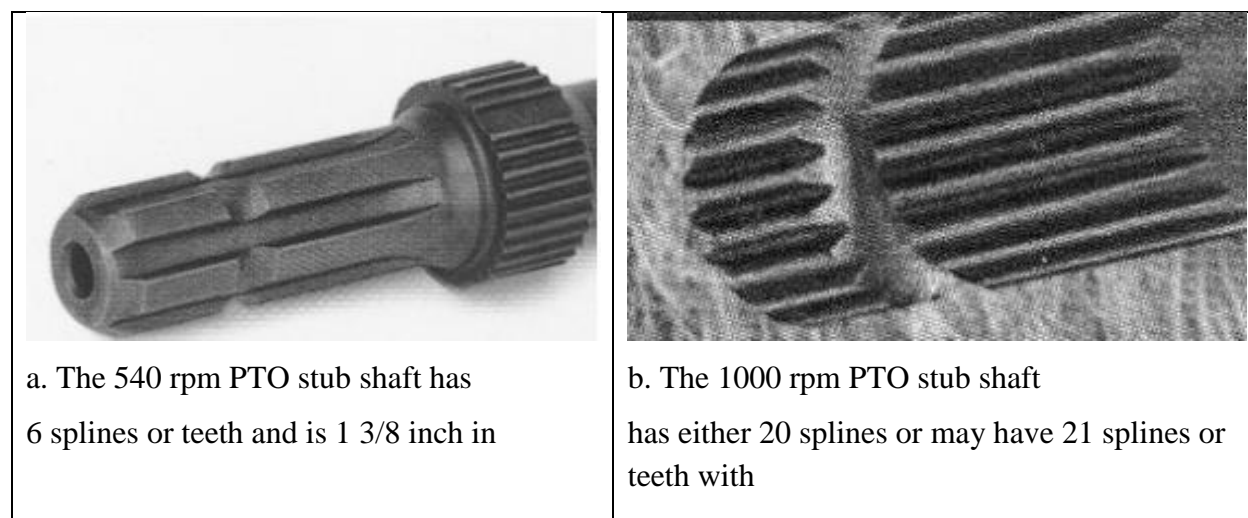 a. The 540 rpm PTO stub shaft has
6 splines or teeth and is 1 3/8 inch in
b. The 1000 rpm PTO stub shaft
has either 20 splines or may have 21 splines or
teeth with